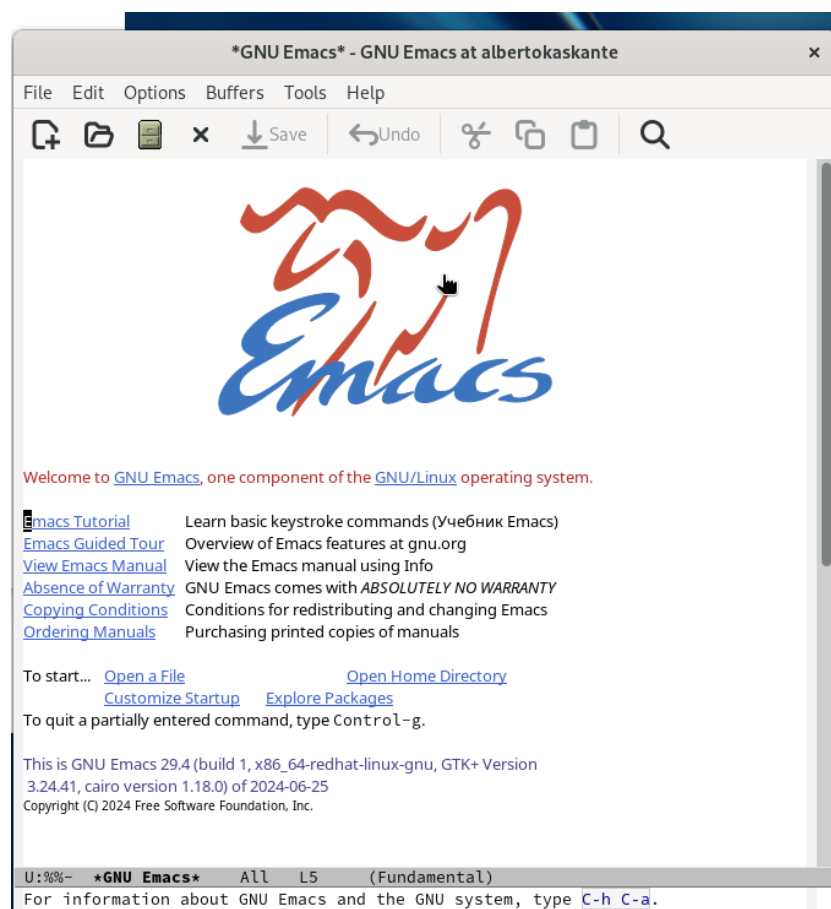 *GNU Emacs* - GNU Emacs at albertokaskante
File Edit Options Buffers Tools Help
Save Undo
Emacs
Welcome to GNU Emacs, one component of the GNU/Linux operating system.
Emacs Tutorial Learn basic keystroke commands (Учебник Emacs)
Emacs Guided Tour Overview of Emacs features at gnu.org
View Emacs Manual View the Emacs manual using Info
Absence of Warranty GNU Emacs comes with ABSOLUTELY NO WARRANTY
Copying Conditions Conditions for redistributing and changing Emacs
Ordering Manuals Purchasing printed copies of manuals
To start... Open a File Open Home Directory
Customize Startup Explore Packages
To quit a partially entered command, type Control-g.
This is GNU Emacs 29.4 (build 1, x86_64-redhat-linux-gnu, GTK+ Version
3.24.41, cairo version 1.18.0) of 2024-06-25
Copyright (C) 2024 Free Software Foundation, Inc.
U:%%- *GNU Emacs* All L5 (Fundamental)
For information about GNU Emacs and the GNU system, type C-h C-a.